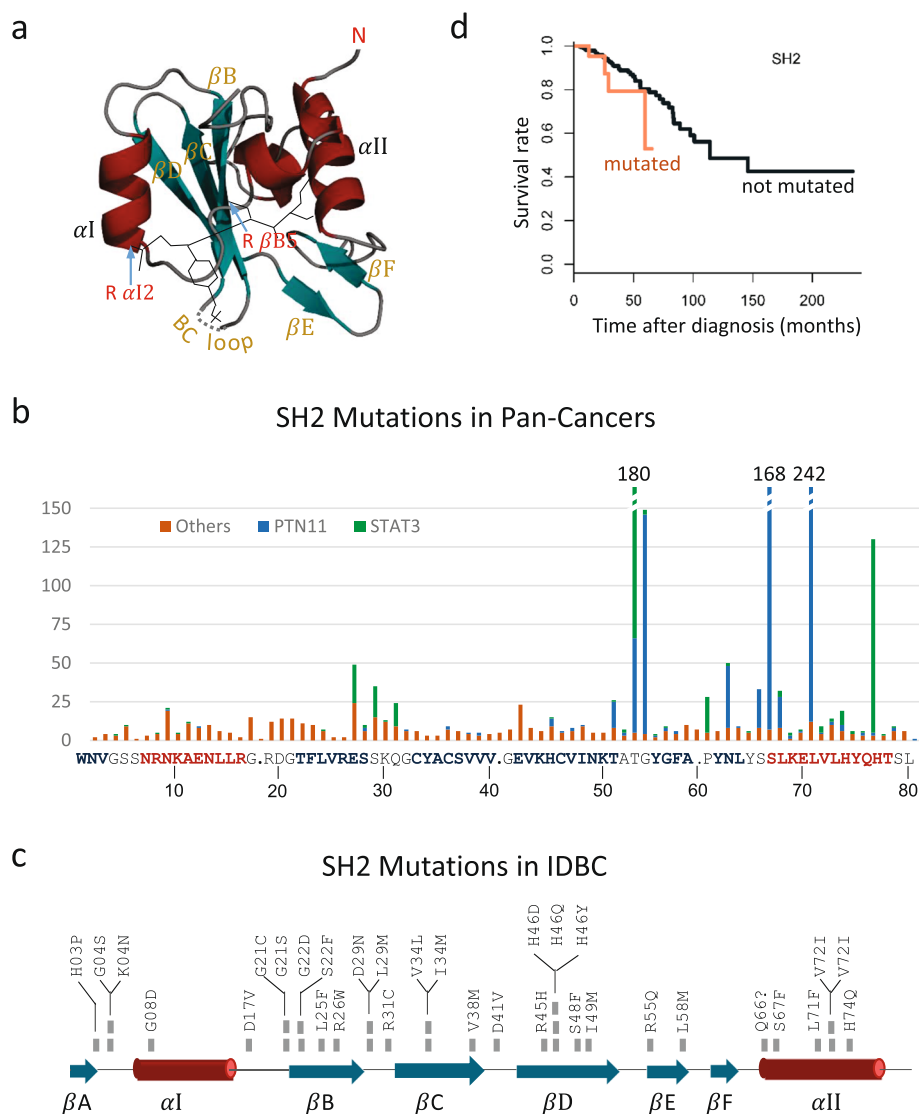 a
N
βB
βC
βD
αII
αI
R βB5
R αI2
βF
βE
BC loop
d
SH2
Survival rate
1.0
0.8
0.6
0.4
0.2
0.0
mutated
not mutated
0 50 100 200
Time after diagnosis (months)
b
SH2 Mutations in Pan-Cancers
180 168 242
Others PTN11 STAT3
150
125
100
75
50
25
0
WNVGSSNRNKAENLLRG.RDGTFLVRESSKQGCYACSVVV.GEVKHCVINKTATGYGFA.PYNLYSSLKELVLHYQHTSL
10 20 30 40 50 60 70 80
c
SH2 Mutations in IDBC
H03P G04S K04N G08D D17V G21C G21S G22D S22F L25F R26W D29N L29M R31C V34L I34M V38M D41V R45H H46D H46Q H46Y S48F I49M R55Q L58M Q66? S67F L71F V72I V72I H74Q
βA αI βB βC βD βE βF αII